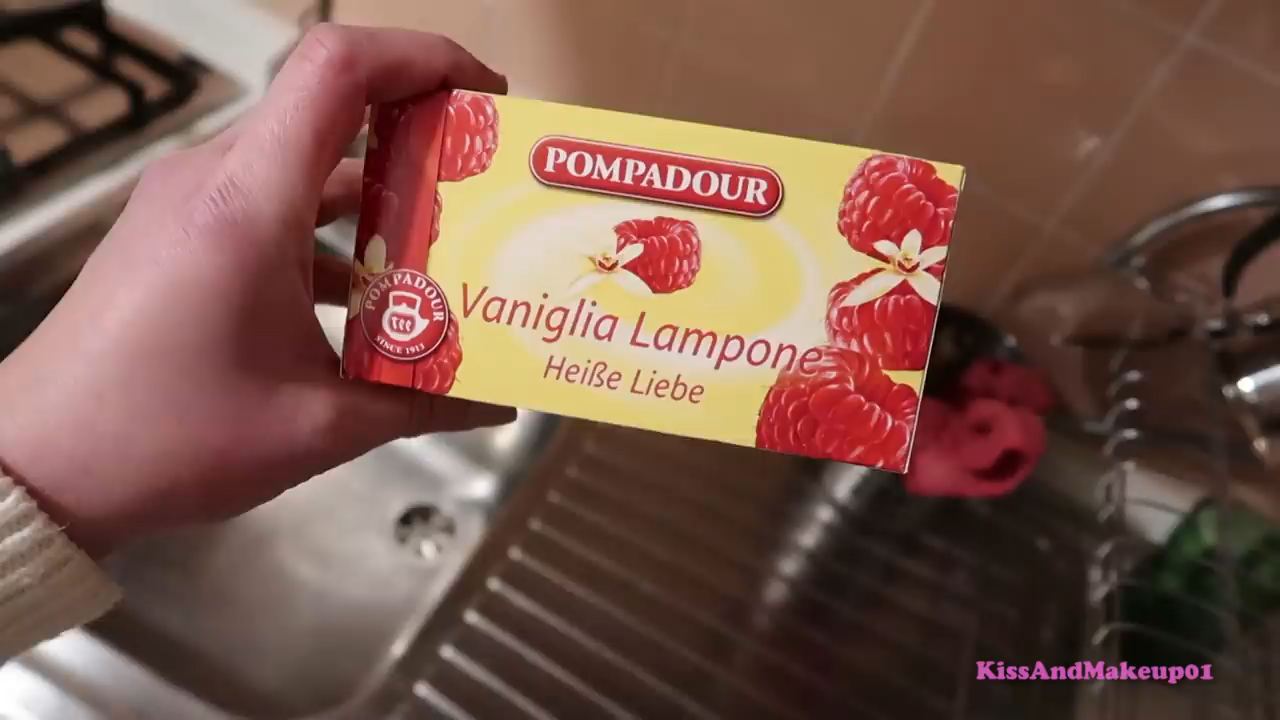 POMPADOUR
Vaniglia Lampone
Heiße Liebe
POMPADOUR
SINCE 1913
KissAndMakeup01